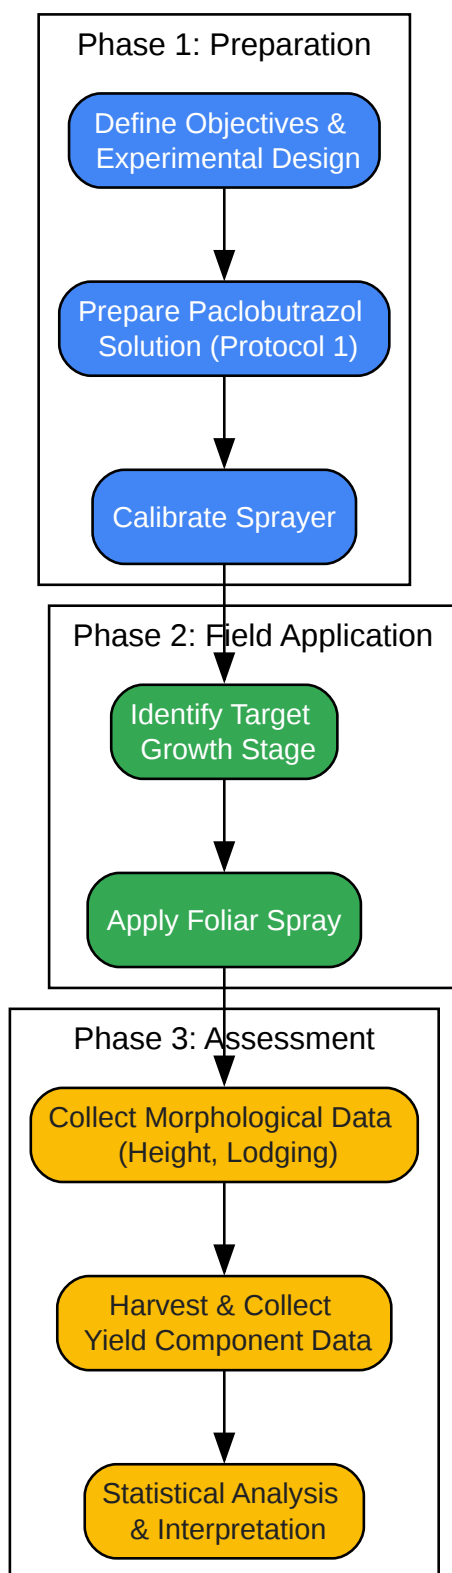 Phase 1: Preparation
Define Objectives &
Experimental Design
Prepare Paclobutrazol
Solution (Protocol 1)
Calibrate Sprayer
Phase 2: Field Application
Identify Target
Growth Stage
Apply Foliar Spray
Phase 3: Assessment
Collect Morphological Data
(Height, Lodging)
Harvest & Collect
Yield Component Data
Statistical Analysis
& Interpretation